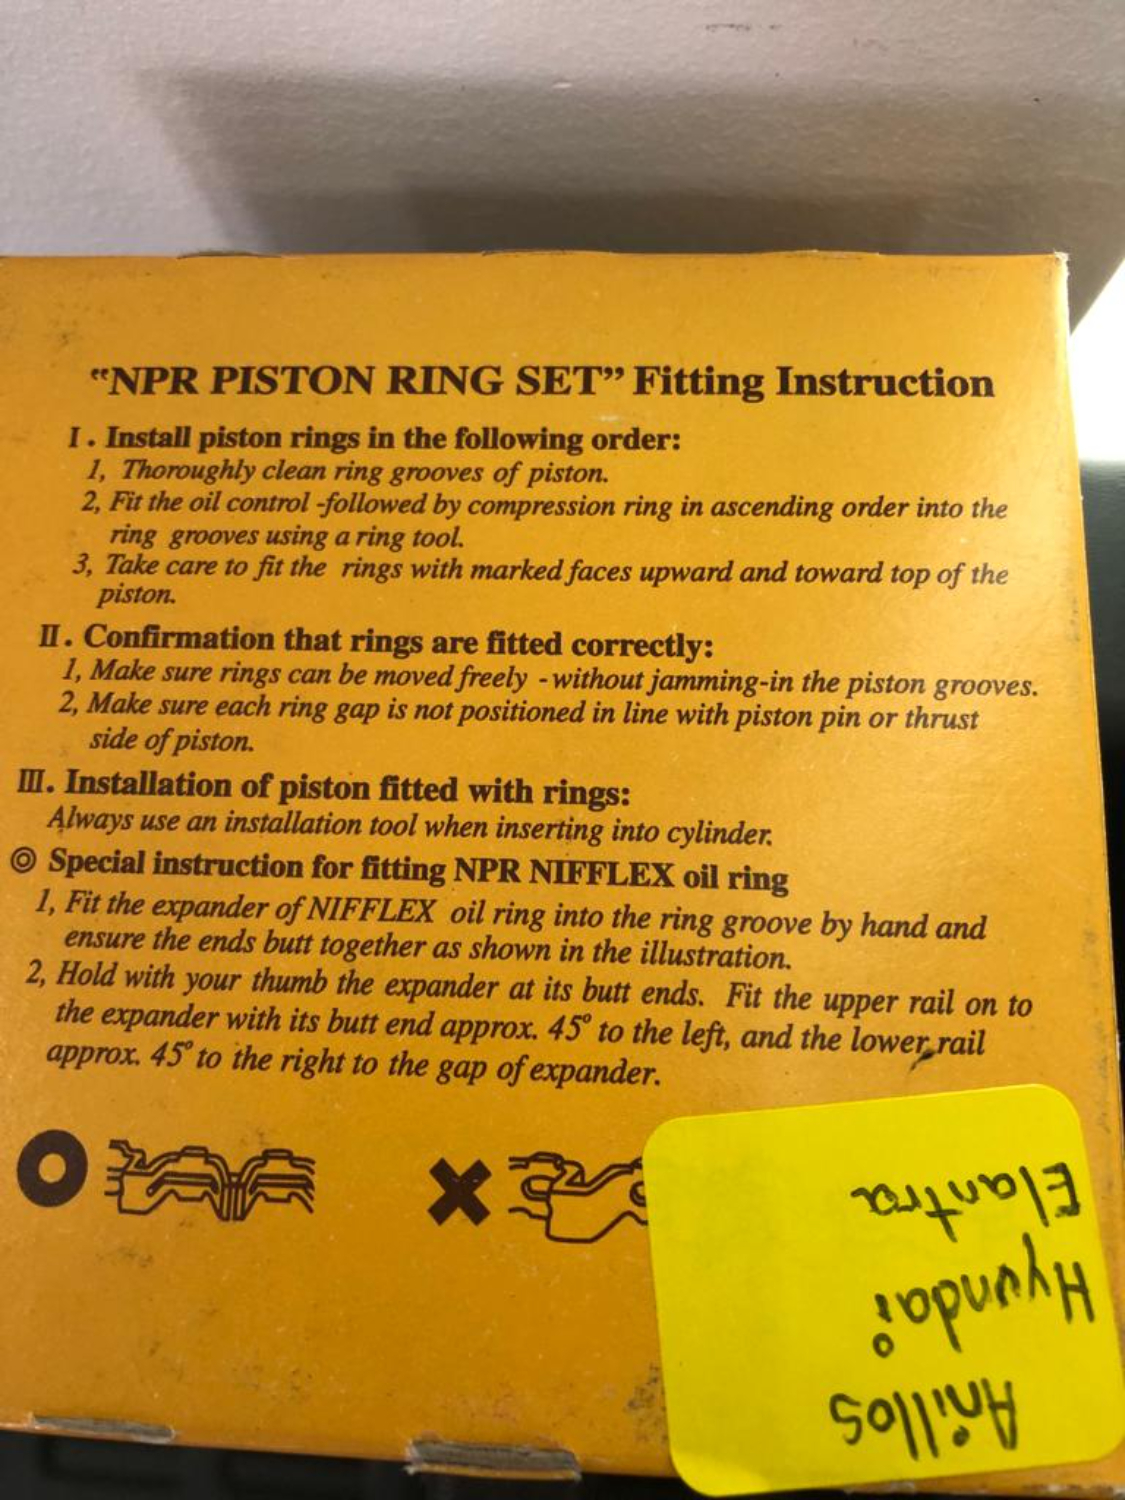 “NPR PISTON RING SET” Fitting Instruction
I. Install piston rings in the following order:
1, Thoroughly clean ring grooves of piston.
2, Fit the oil control -followed by compression ring in ascending order into the
ring grooves using a ring tool.
3, Take care to fit the rings with marked faces upward and toward top of the
piston.
II. Confirmation that rings are fitted correctly:
1, Make sure rings can be moved freely - without jamming-in the piston grooves.
2, Make sure each ring gap is not positioned in line with piston pin or thrust
side of piston.
III. Installation of piston fitted with rings:
Always use an installation tool when inserting into cylinder.
◎ Special instruction for fitting NPR NIFFLEX oil ring
1, Fit the expander of NIFFLEX oil ring into the ring groove by hand and
ensure the ends butt together as shown in the illustration.
2, Hold with your thumb the expander at its butt ends. Fit the upper rail on to
the expander with its butt end approx. 45° to the left, and the lower rail
approx. 45° to the right to the gap of expander.
Anillos
Hyundai
Elantra